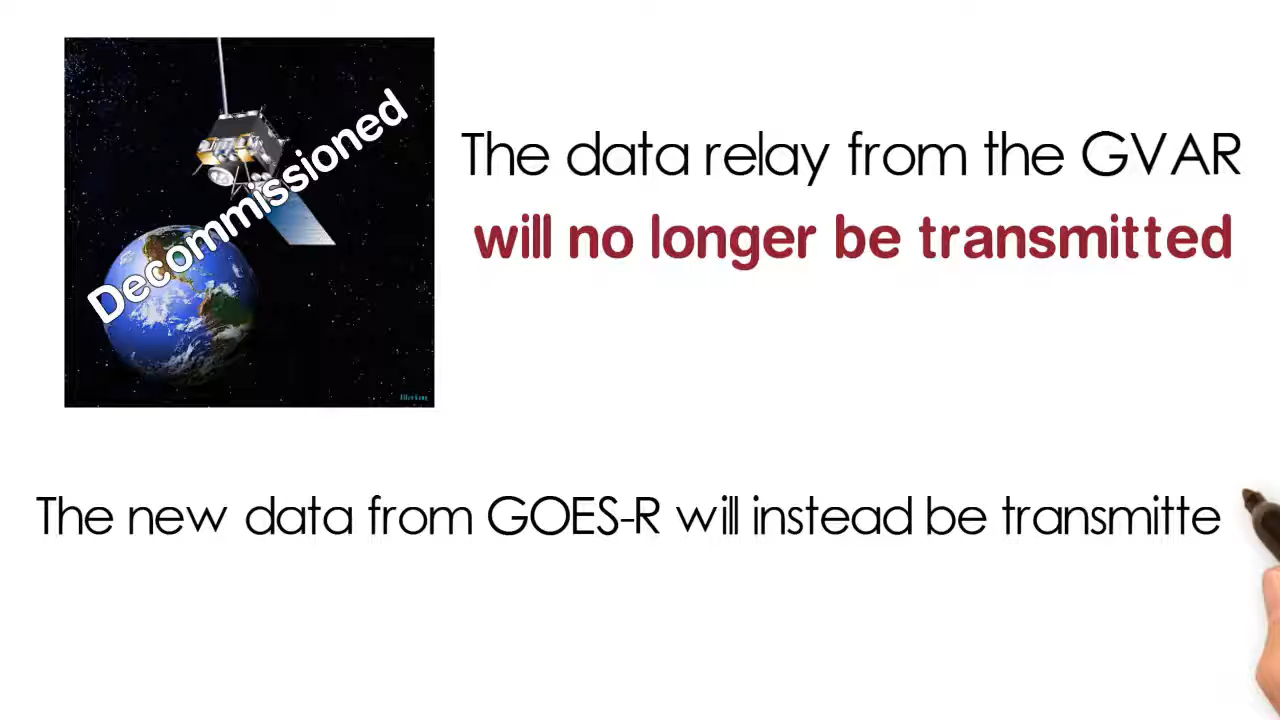 Decommissioned
The data relay from the GVAR
will no longer be transmitted
The new data from GOES-R will instead be transmitte